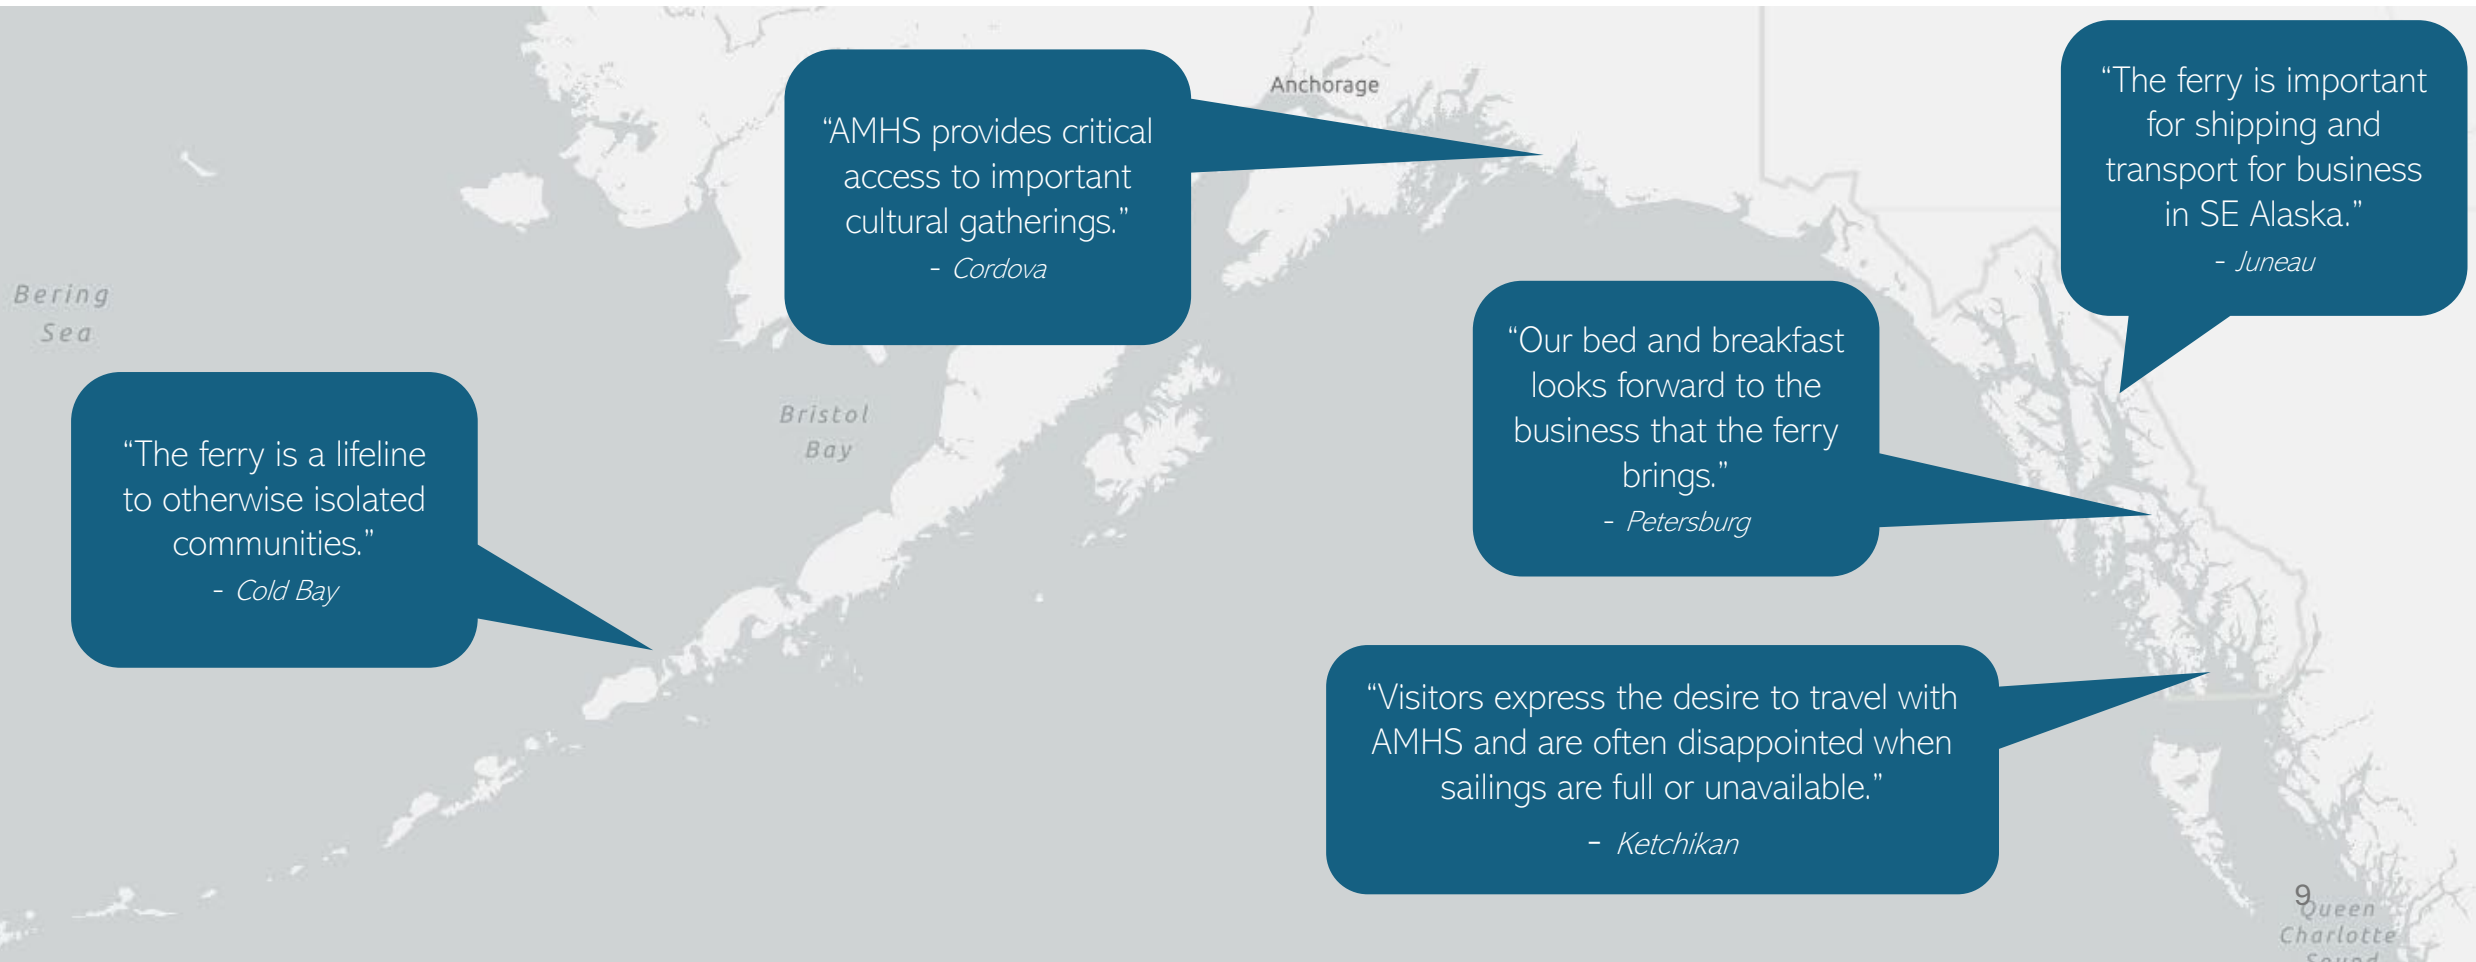 Anchorage
“AMHS provides critical
access to important
cultural gatherings.”
- Cordova
“The ferry is important
for shipping and
transport for business
in SE Alaska.”
- Juneau
Bering
Sea
“Our bed and breakfast
looks forward to the
business that the ferry
brings.”
- Petersburg
Bristol
Bay
“The ferry is a lifeline
to otherwise isolated
communities.”
- Cold Bay
“Visitors express the desire to travel with
AMHS and are often disappointed when
sailings are full or unavailable.”
- Ketchikan
9
Queen
Charlotte
Sound